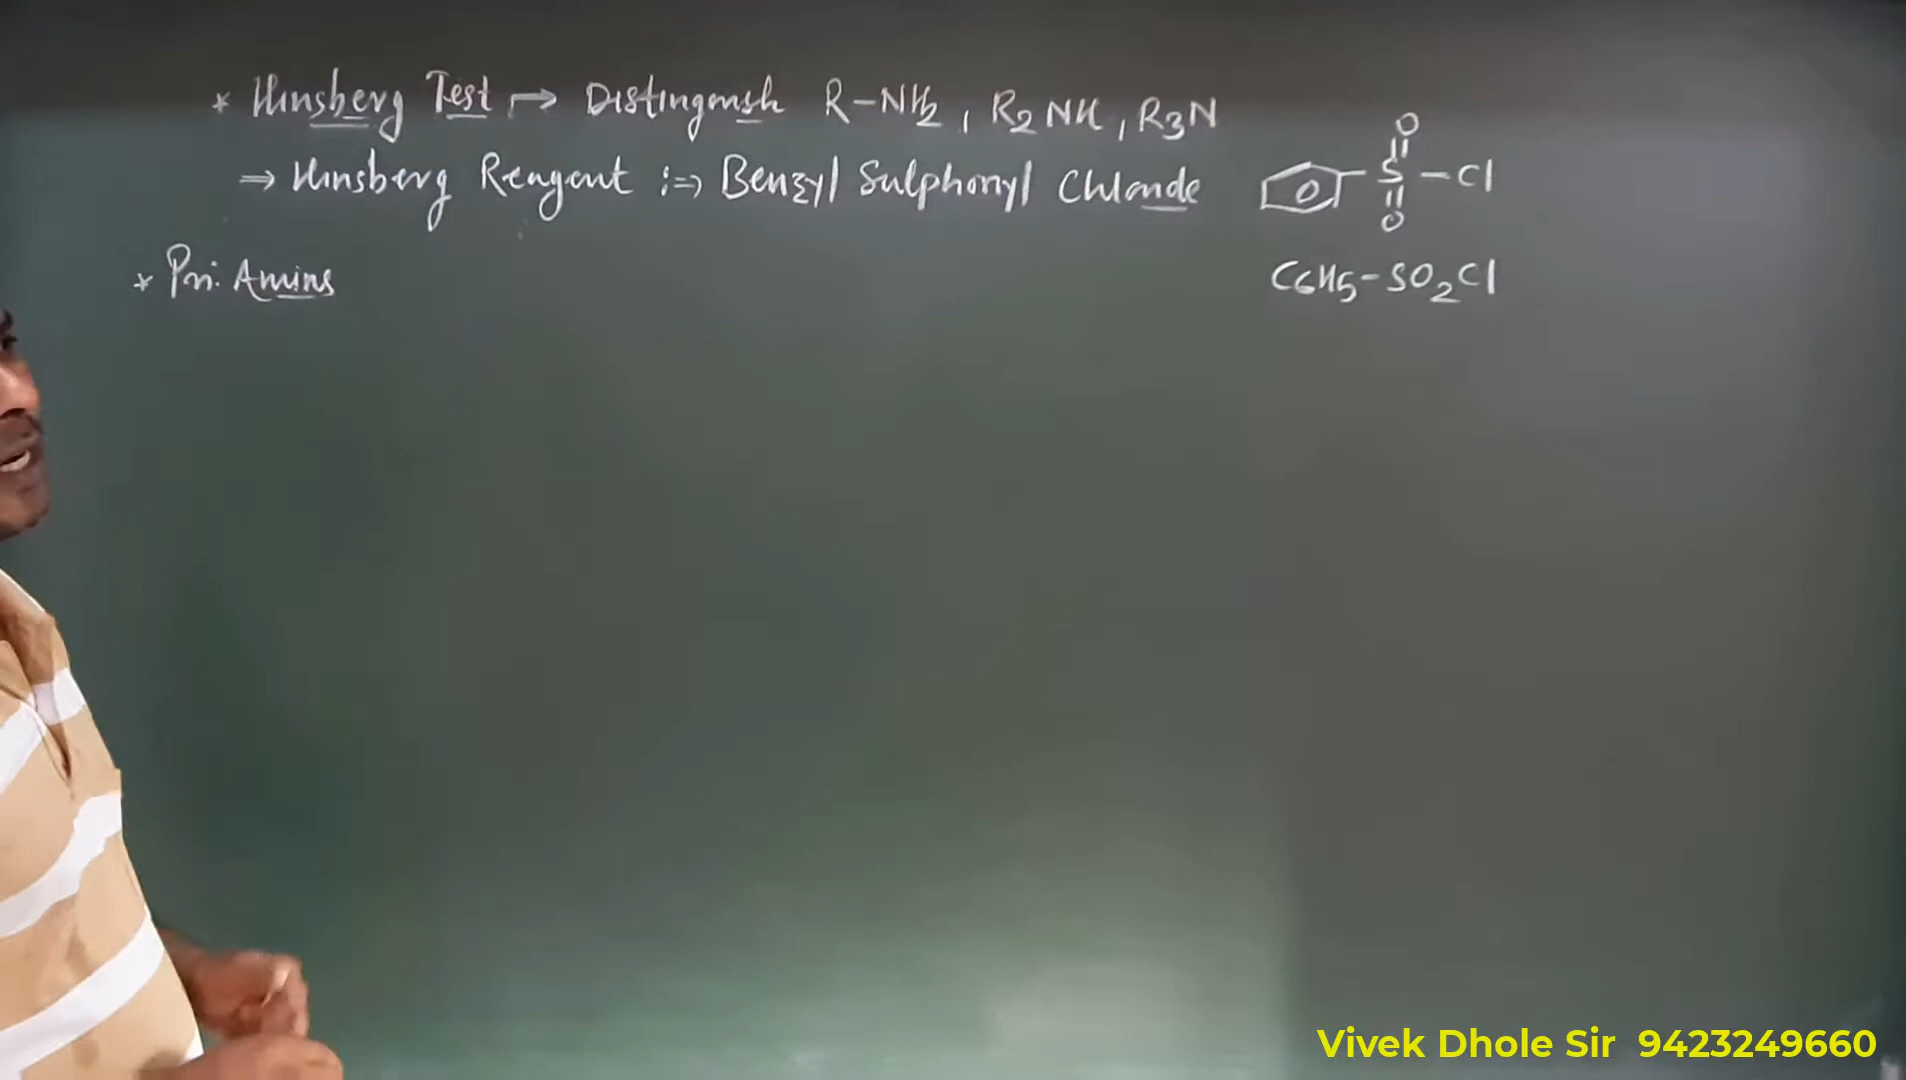 * Hinsberg Test → Distinguish R-NH2, R2NH, R3N
⇒ Hinsberg Reagent :⇒ Benzyl Sulphonyl Chloride
O
S-Cl
O
C6H5-SO2Cl
* Pri. Amins
Vivek Dhole Sir 9423249660